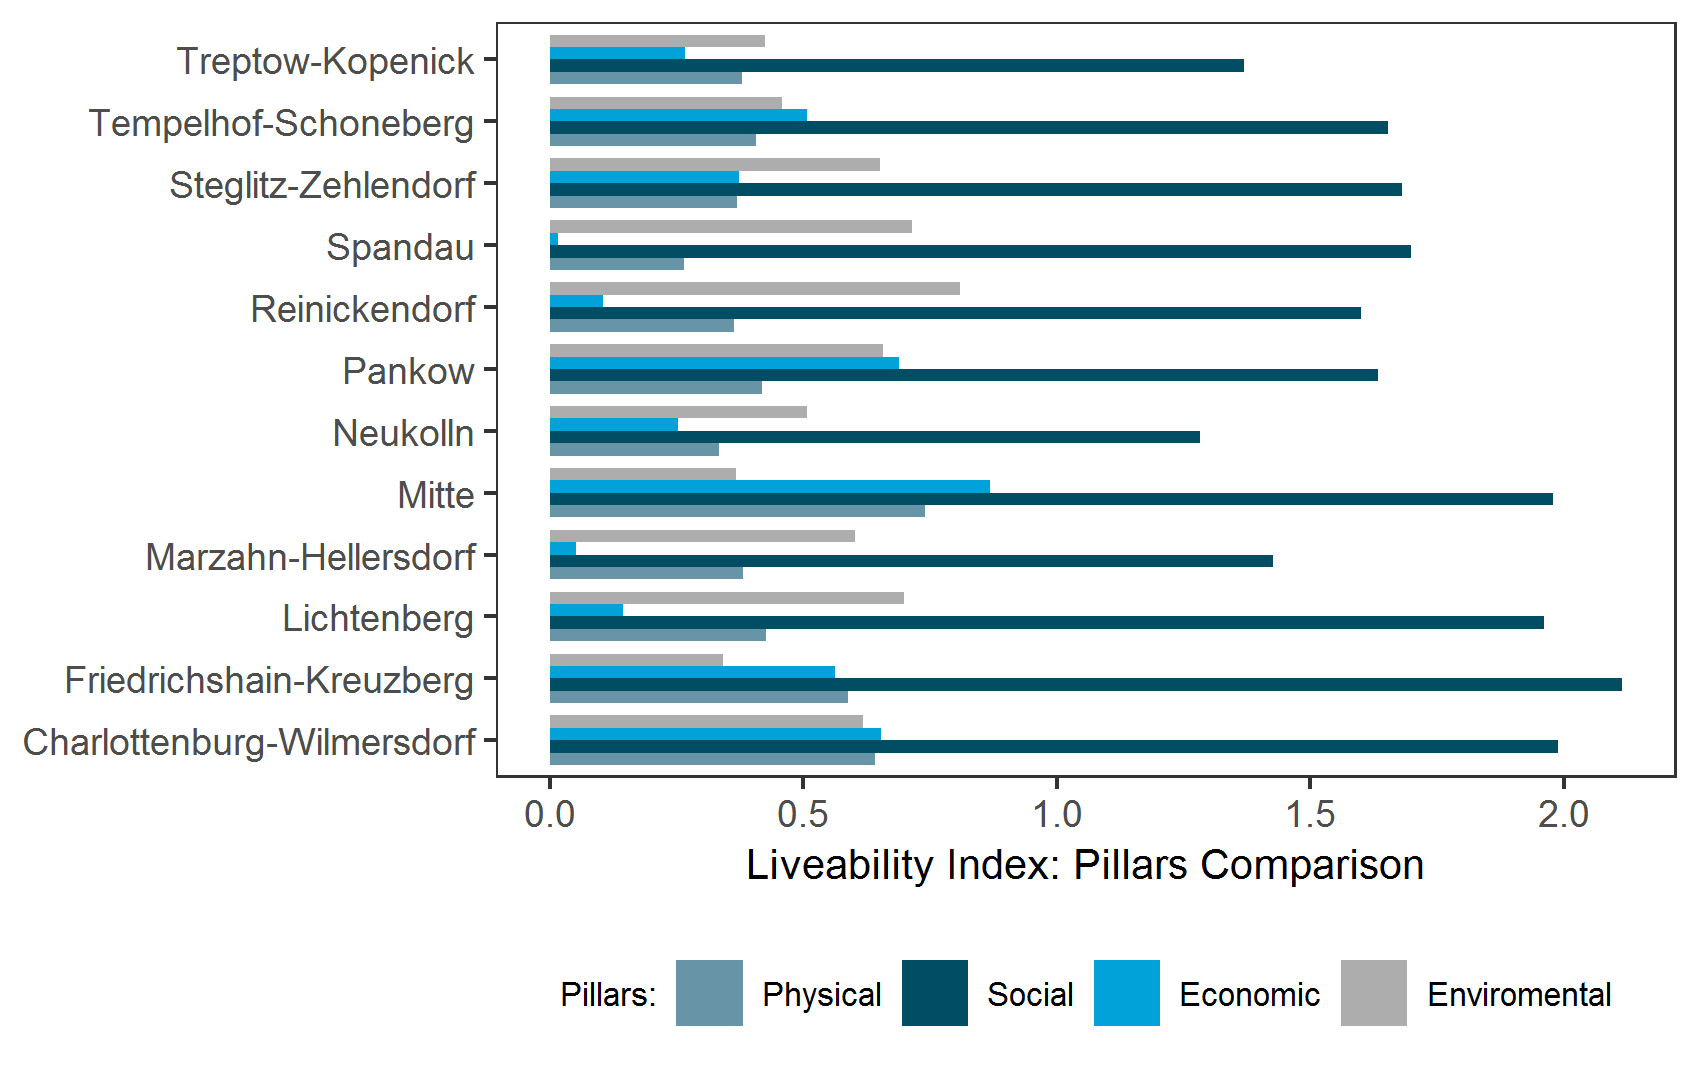 Treptow-Kopenick
Tempelhof-Schoneberg
Steglitz-Zehlendorf
Spandau
Reinickendorf
Pankow
Neukolln
Mitte
Marzahn-Hellersdorf
Lichtenberg
Friedrichshain-Kreuzberg
Charlottenburg-Wilmersdorf
0.0 0.5 1.0 1.5 2.0
Liveability Index: Pillars Comparison
Pillars: Physical Social Economic Enviromental